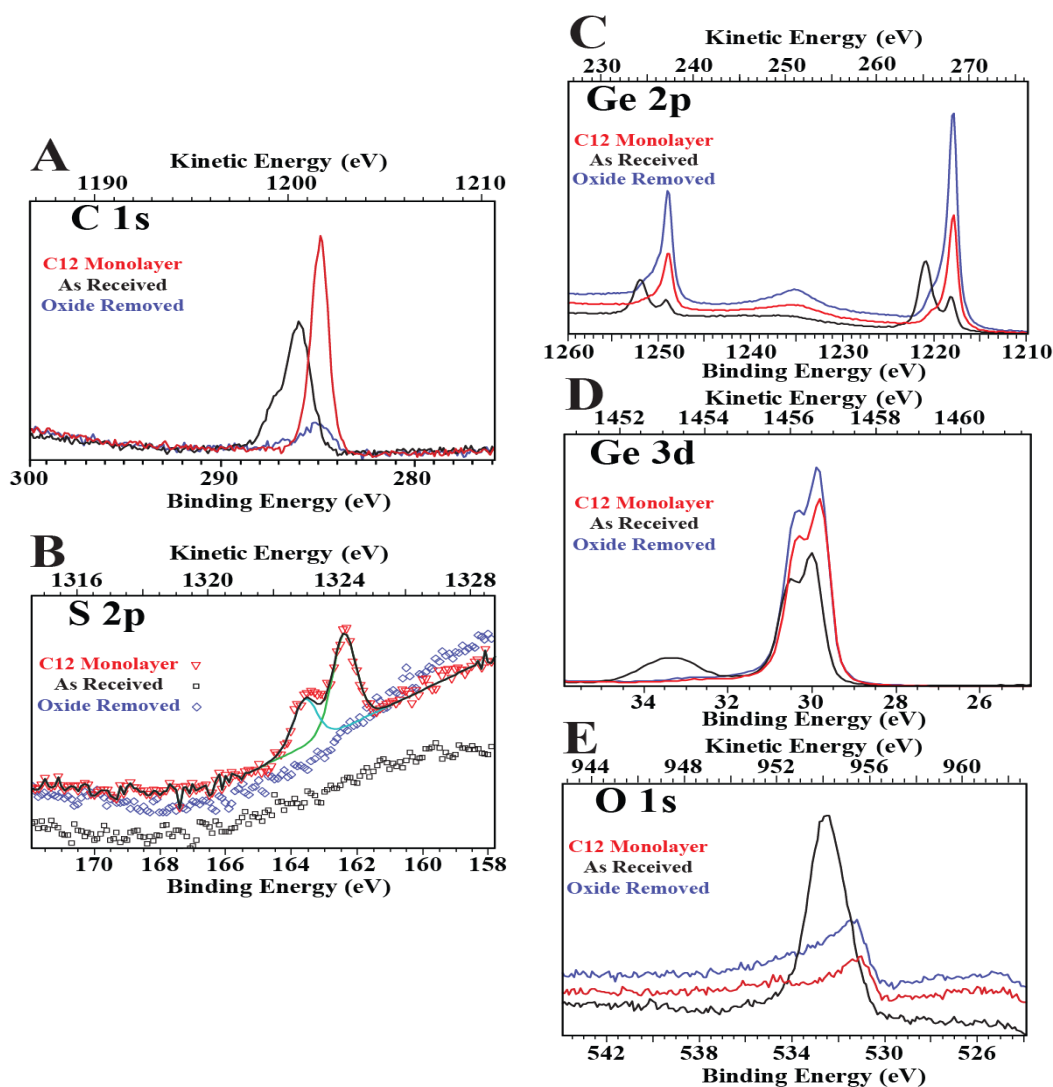 A
Kinetic Energy (eV)
1190 1200 1210
C 1s
C12 Monolayer
As Received
Oxide Removed
300 290 280
Binding Energy (eV)
B
Kinetic Energy (eV)
1316 1320 1324 1328
S 2p
C12 Monolayer
As Received
Oxide Removed
170 168 166 164 162 160 158
Binding Energy (eV)
C
Kinetic Energy (eV)
230 240 250 260 270
Ge 2p
C12 Monolayer
As Received
Oxide Removed
1260 1250 1240 1230 1220 1210
Binding Energy (eV)
D
Kinetic Energy (eV)
1452 1454 1456 1458 1460
Ge 3d
C12 Monolayer
As Received
Oxide Removed
34 32 30 28 26
Binding Energy (eV)
E
Kinetic Energy (eV)
944 948 952 956 960
O 1s
C12 Monolayer
As Received
Oxide Removed
542 538 534 530 526
Binding Energy (eV)